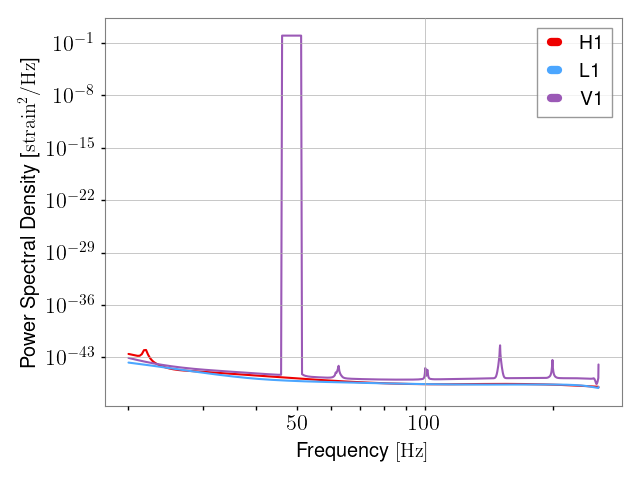 Power Spectral Density [strain²/Hz]
10⁻¹
10⁻⁸
10⁻¹⁵
10⁻²²
10⁻²⁹
10⁻³⁶
10⁻⁴³
H1
L1
V1
50 100
Frequency [Hz]